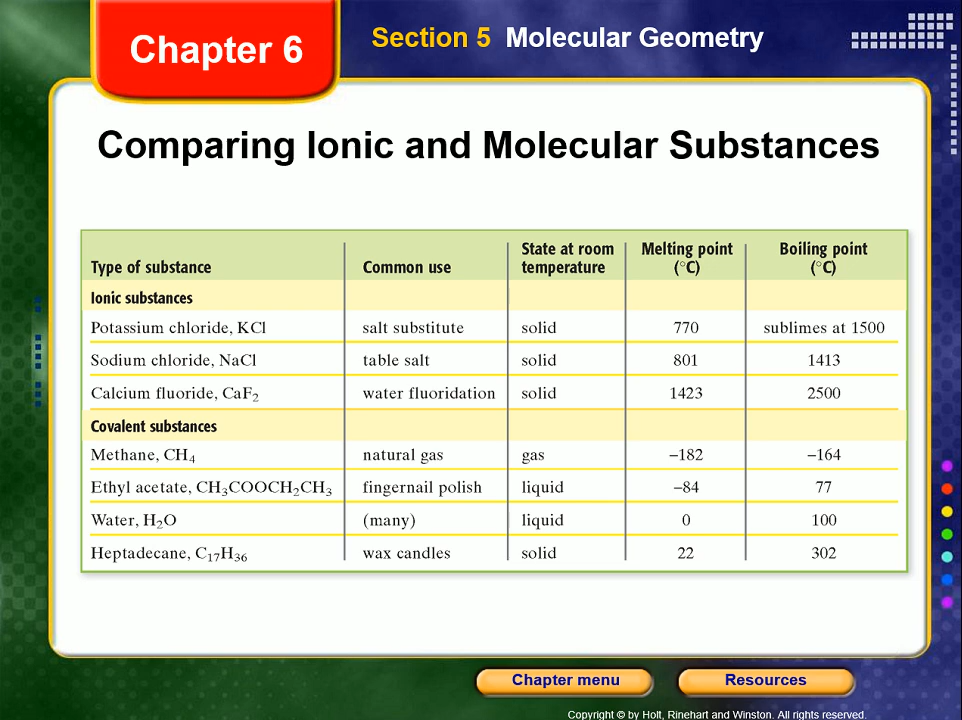 Chapter 6
Section 5 Molecular Geometry
Comparing Ionic and Molecular Substances
Type of substance Common use State at room temperature Melting point (°C) Boiling point (°C)
Ionic substances
Potassium chloride, KCl salt substitute solid 770 sublimes at 1500
Sodium chloride, NaCl table salt solid 801 1413
Calcium fluoride, CaF₂ water fluoridation solid 1423 2500
Covalent substances
Methane, CH₄ natural gas gas −182 −164
Ethyl acetate, CH₃COOCH₂CH₃ fingernail polish liquid −84 77
Water, H₂O (many) liquid 0 100
Heptadecane, C₁₇H₃₆ wax candles solid 22 302
Chapter menu Resources
Copyright © by Holt, Rinehart and Winston. All rights reserved.